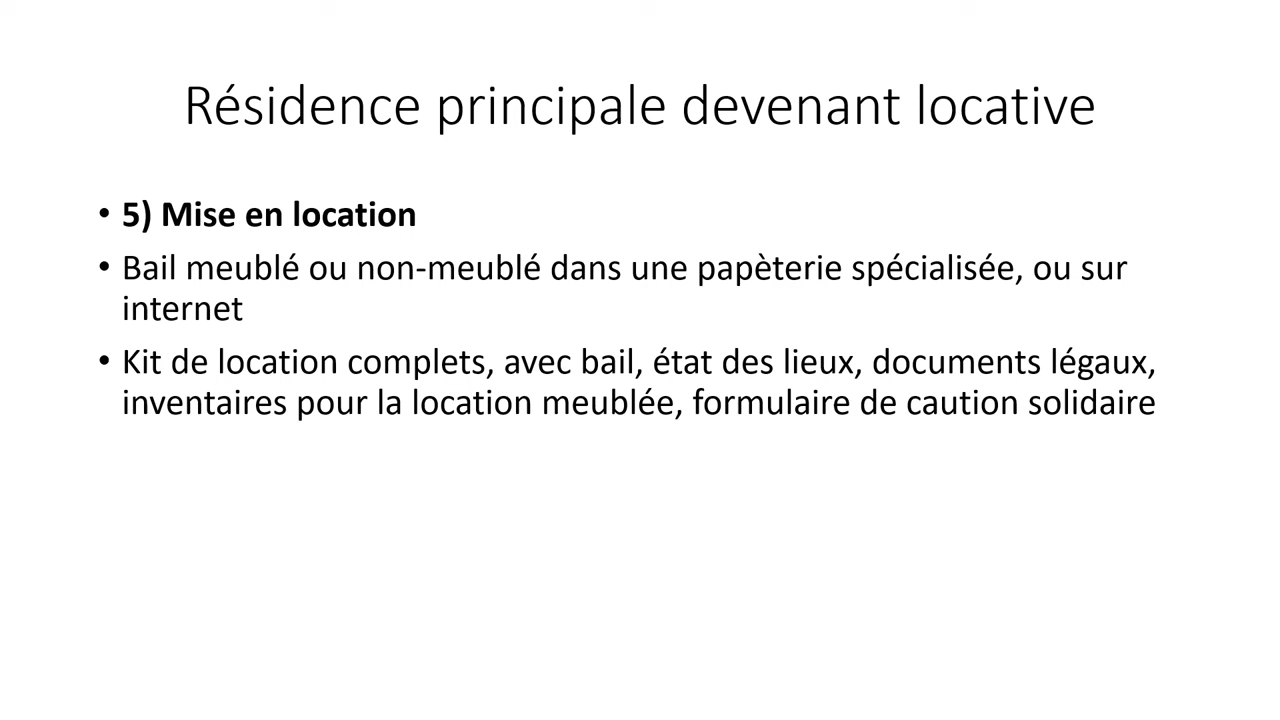 Résidence principale devenant locative
• 5) Mise en location
• Bail meublé ou non-meublé dans une papèterie spécialisée, ou sur
internet
• Kit de location complets, avec bail, état des lieux, documents légaux,
inventaires pour la location meublée, formulaire de caution solidaire